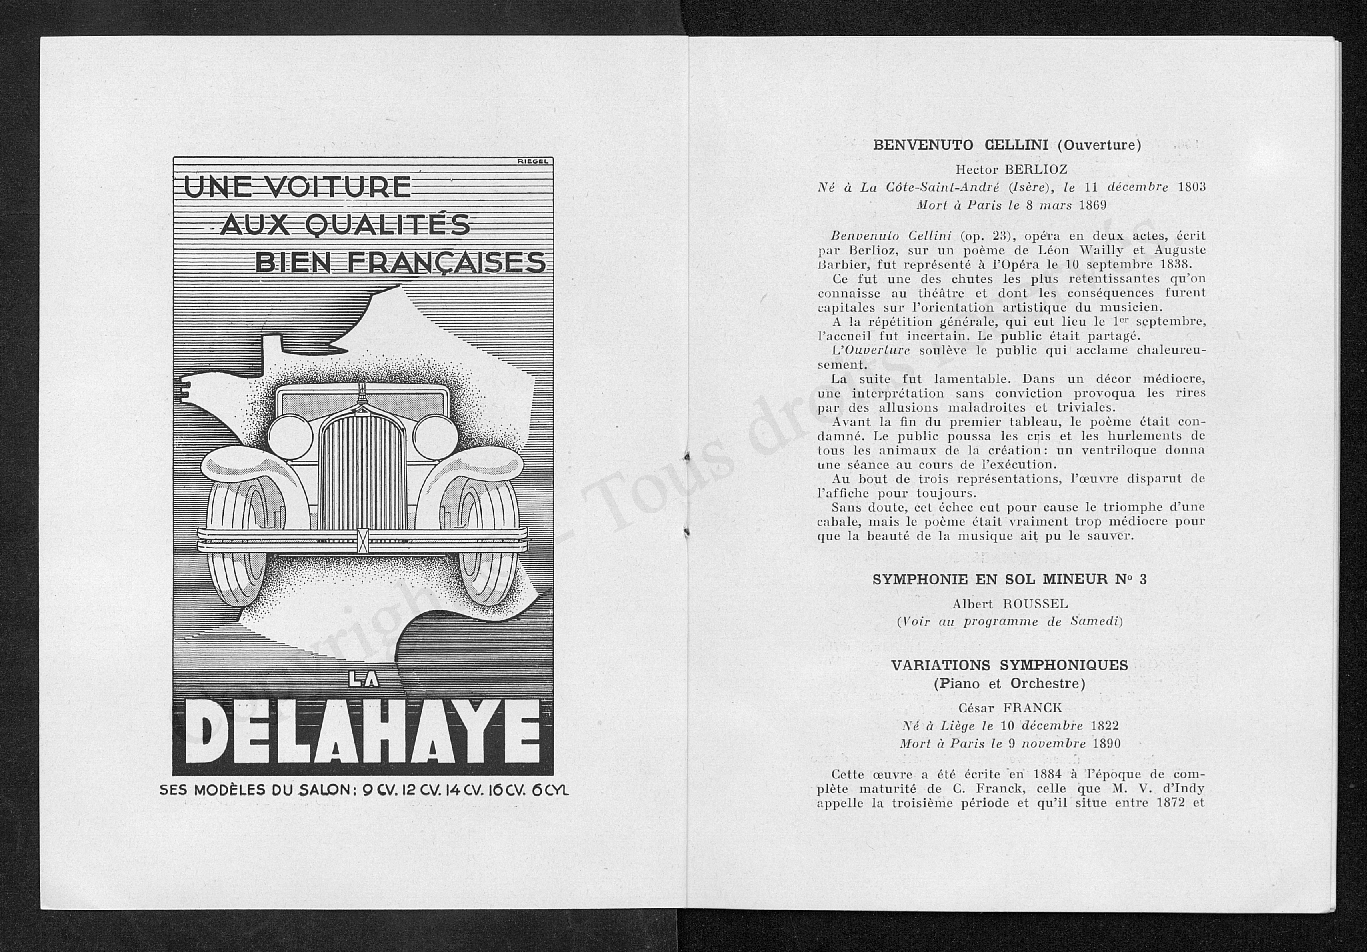 RIEGEL
UNE VOITURE
AUX QUALITÉS
BIEN FRANÇAISES
LA
DELAHAYE
SES MODÈLES DU SALON: 9 CV. 12 CV. 14 CV. 16 CV. 6 CYL
BENVENUTO CELLINI (Ouverture)
Hector BERLIOZ
Né à La Côte-Saint-André (Isère), le 11 décembre 1803
Mort à Paris le 8 mars 1869
Benvenuto Cellini (op. 23), opéra en deux actes, écrit
par Berlioz, sur un poème de Léon Wailly et Auguste
Barbier, fut représenté à l'Opéra le 10 septembre 1838.
Ce fut une des chutes les plus retentissantes qu'on
connaisse au théâtre et dont les conséquences furent
capitales sur l'orientation artistique du musicien.
A la répétition générale, qui eut lieu le 1er septembre,
l'accueil fut incertain. Le public était partagé.
L'Ouverture soulève le public qui acclame chaleureu-
sement.
La suite fut lamentable. Dans un décor médiocre,
une interprétation sans conviction provoqua les rires
par des allusions maladroites et triviales.
Avant la fin du premier tableau, le poème était con-
damné. Le public poussa les cris et les hurlements de
tous les animaux de la création: un ventriloque donna
une séance au cours de l'exécution.
Au bout de trois représentations, l'œuvre disparut de
l'affiche pour toujours.
Sans doute, cet échec eut pour cause le triomphe d'une
cabale, mais le poème était vraiment trop médiocre pour
que la beauté de la musique ait pu le sauver.
SYMPHONIE EN SOL MINEUR No 3
Albert ROUSSEL
(Voir au programme de Samedi)
VARIATIONS SYMPHONIQUES
(Piano et Orchestre)
César FRANCK
Né à Liège le 10 décembre 1822
Mort à Paris le 9 novembre 1890
Cette œuvre a été écrite en 1884 à l'époque de com-
plète maturité de C. Franck, celle que M. V. d'Indy
appelle la troisième période et qu'il situe entre 1872 et
Copyright _ Tous droits